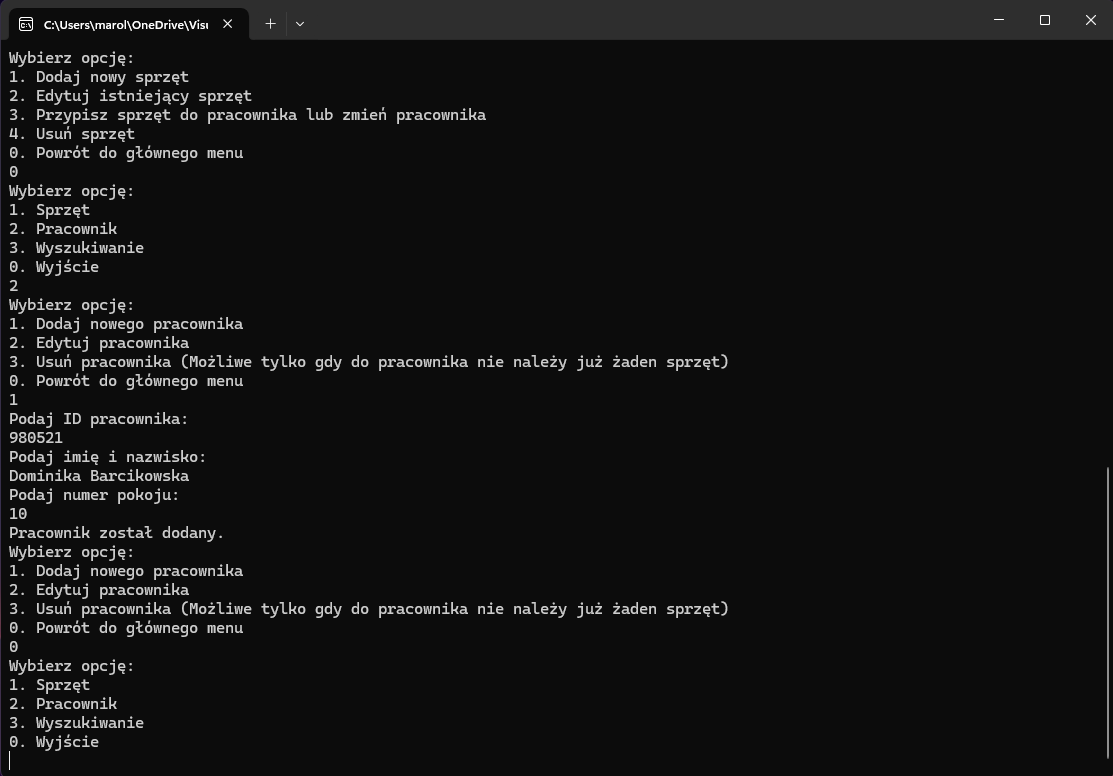 C:\Users\marol\OneDrive\Visu
Wybierz opcję:
1. Dodaj nowy sprzęt
2. Edytuj istniejący sprzęt
3. Przypisz sprzęt do pracownika lub zmień pracownika
4. Usuń sprzęt
0. Powrót do głównego menu
0
Wybierz opcję:
1. Sprzęt
2. Pracownik
3. Wyszukiwanie
0. Wyjście
2
Wybierz opcję:
1. Dodaj nowego pracownika
2. Edytuj pracownika
3. Usuń pracownika (Możliwe tylko gdy do pracownika nie należy już żaden sprzęt)
0. Powrót do głównego menu
1
Podaj ID pracownika:
980521
Podaj imię i nazwisko:
Dominika Barcikowska
Podaj numer pokoju:
10
Pracownik został dodany.
Wybierz opcję:
1. Dodaj nowego pracownika
2. Edytuj pracownika
3. Usuń pracownika (Możliwe tylko gdy do pracownika nie należy już żaden sprzęt)
0. Powrót do głównego menu
0
Wybierz opcję:
1. Sprzęt
2. Pracownik
3. Wyszukiwanie
0. Wyjście